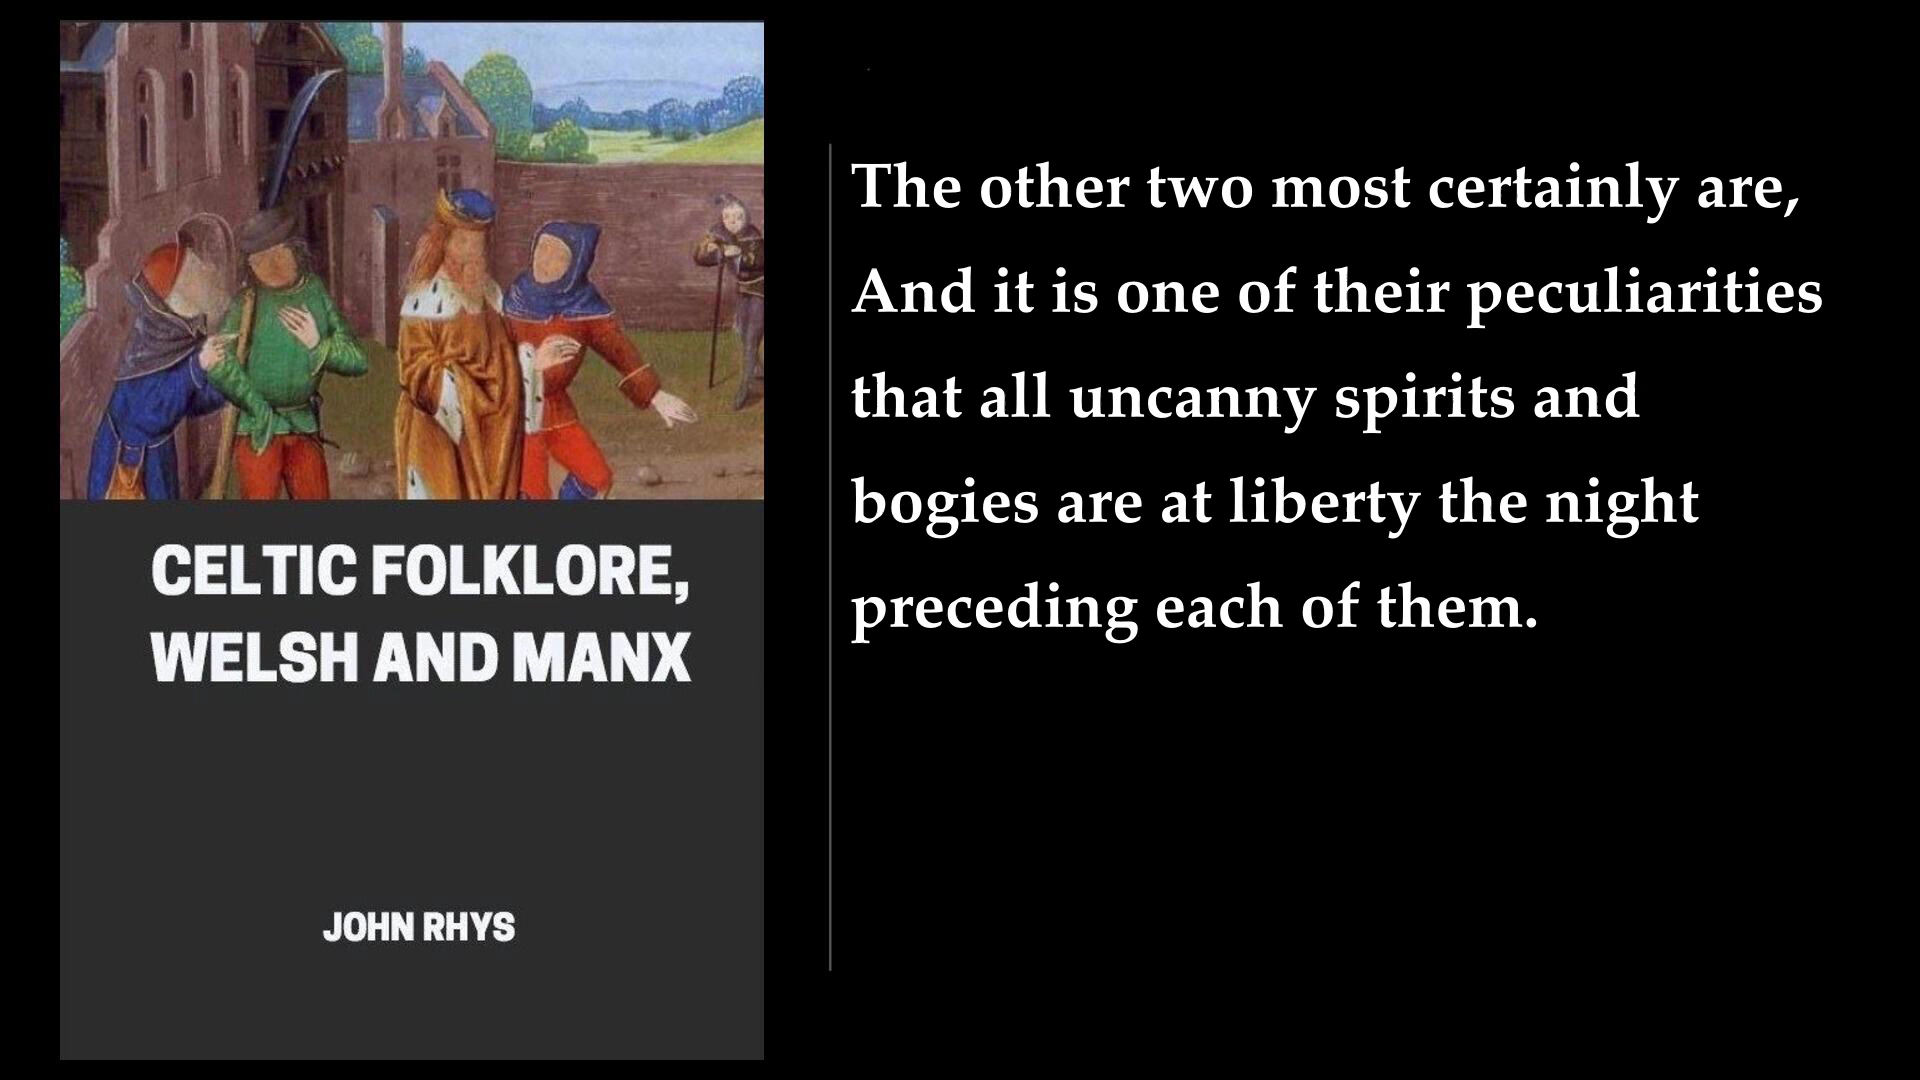 CELTIC FOLKLORE,
WELSH AND MANX
JOHN RHYS
The other two most certainly are,
And it is one of their peculiarities
that all uncanny spirits and
bogies are at liberty the night
preceding each of them.